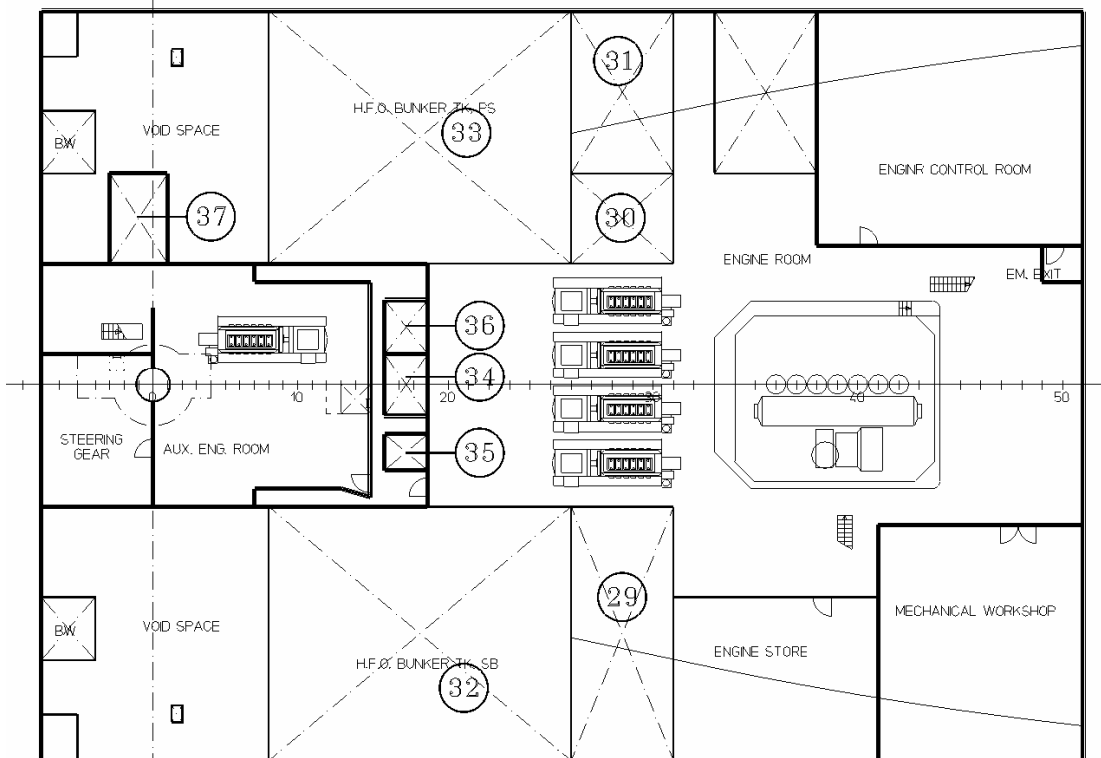 31
H.F.O. BUNKER TK, PS
33
VOID SPACE
BW
ENGINR CONTROL ROOM
37
30
ENGINE ROOM
EM. EXIT
36
34
0
10
20
30
40
50
STEERING
GEAR
AUX. ENG. ROOM
35
29
BW
VOID SPACE
MECHANICAL WORKSHOP
ENGINE STORE
H.F.O. BUNKER TK, SB
32